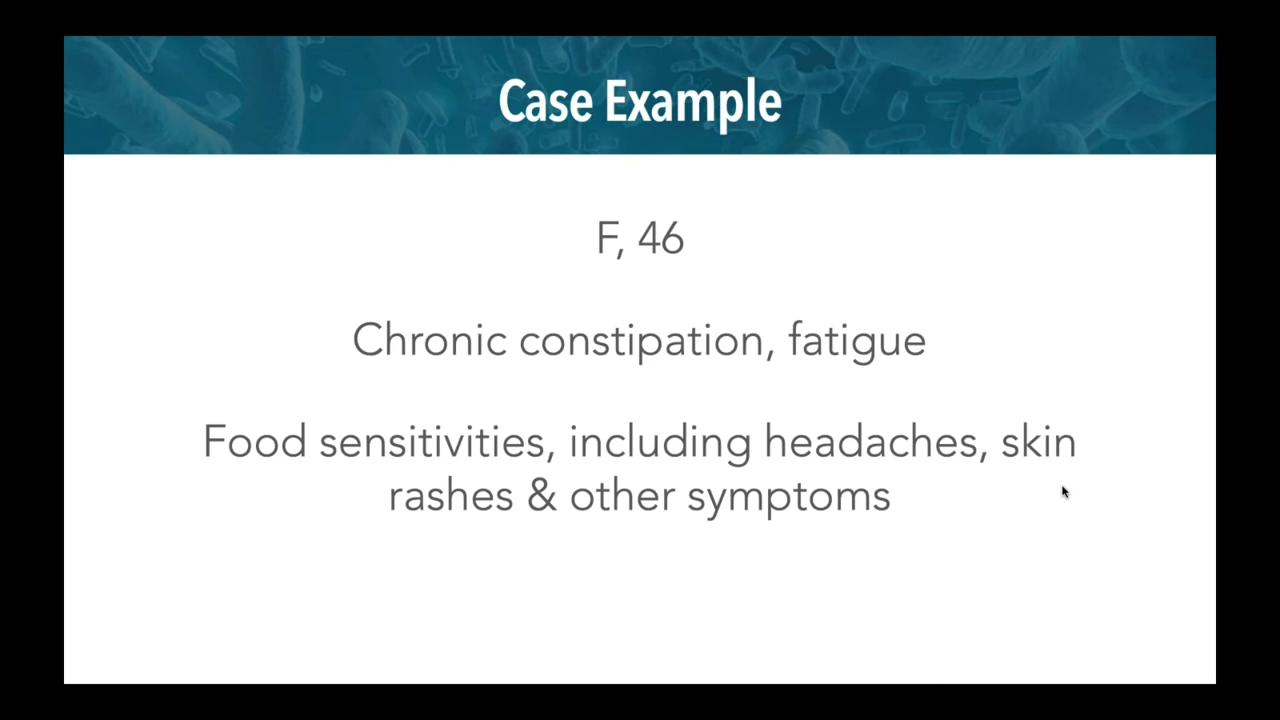 Case Example
F, 46
Chronic constipation, fatigue
Food sensitivities, including headaches, skin
rashes & other symptoms